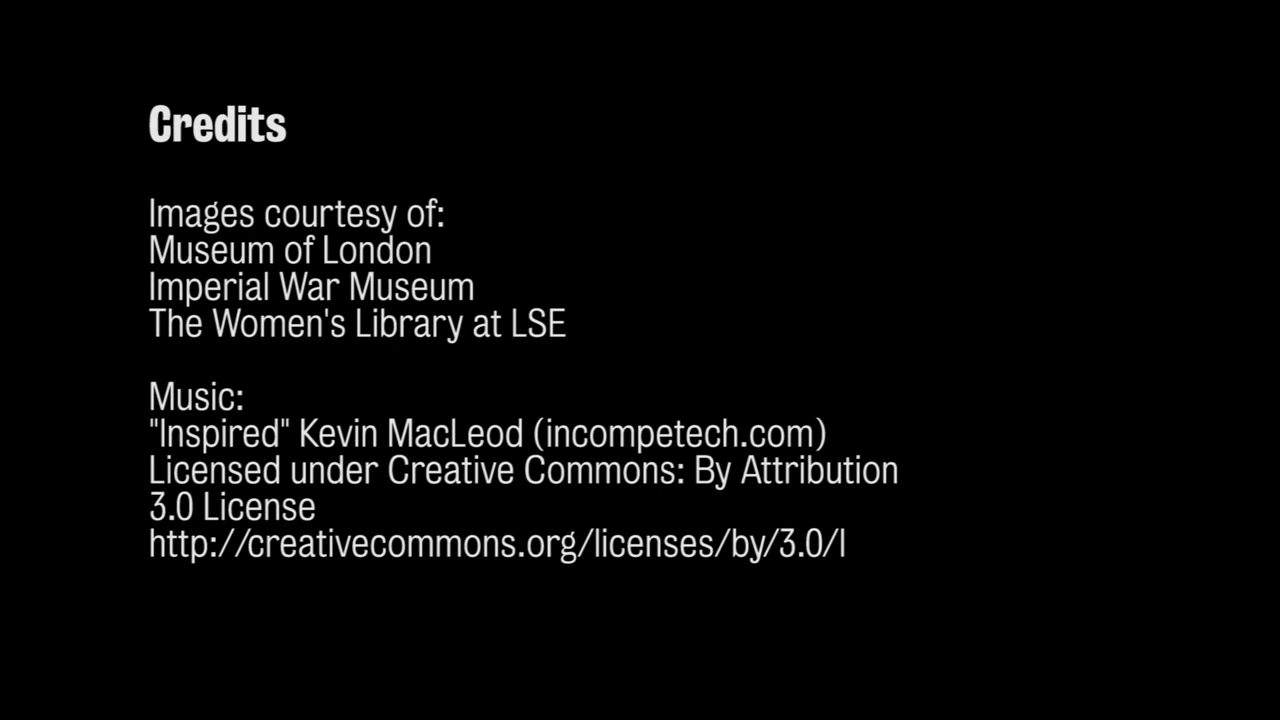 Credits
Images courtesy of:
Museum of London
Imperial War Museum
The Women's Library at LSE
Music:
"Inspired" Kevin MacLeod (incompetech.com)
Licensed under Creative Commons: By Attribution
3.0 License
http://creativecommons.org/licenses/by/3.0/l